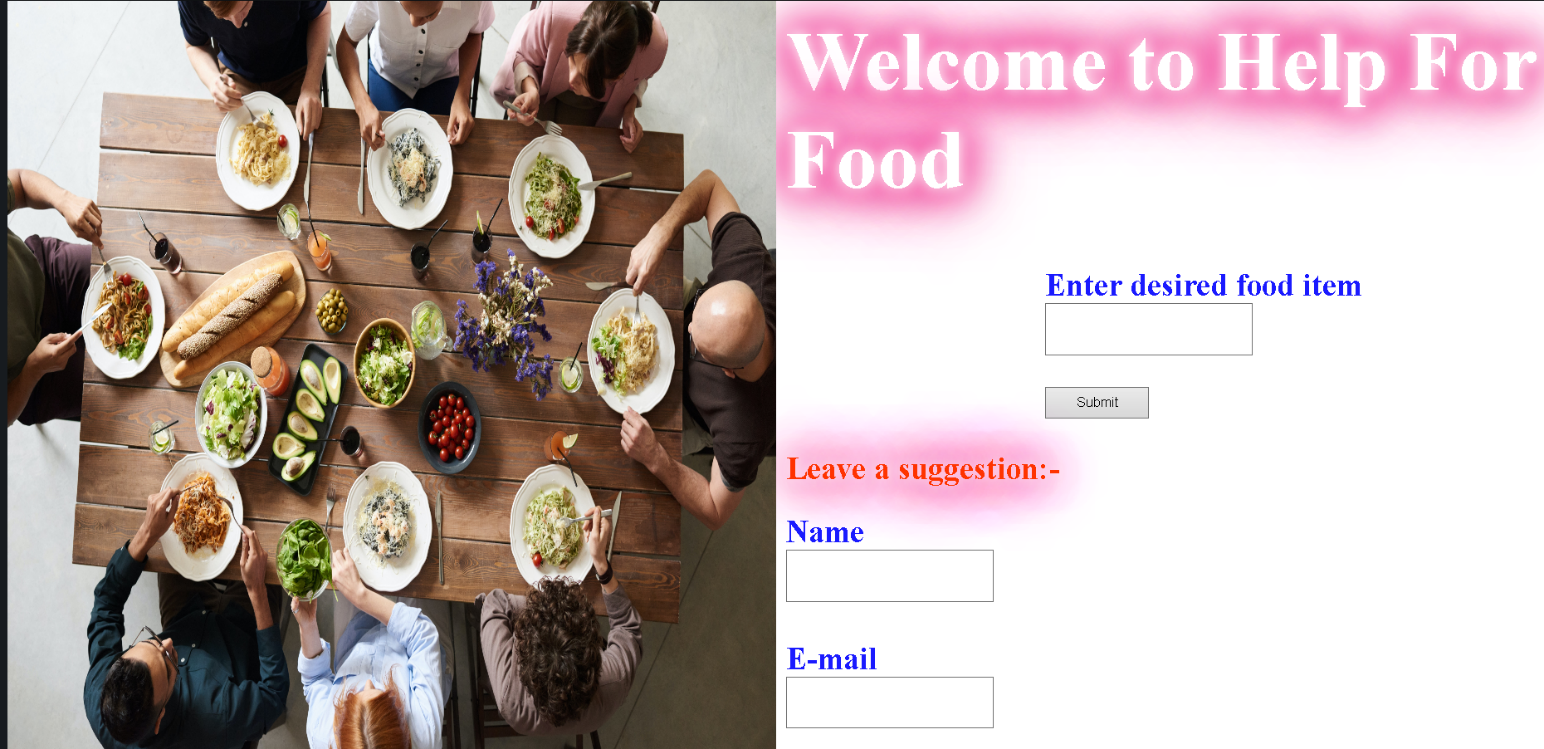 Welcome to Help For
Food
Enter desired food item
Submit
Leave a suggestion:-
Name
E-mail